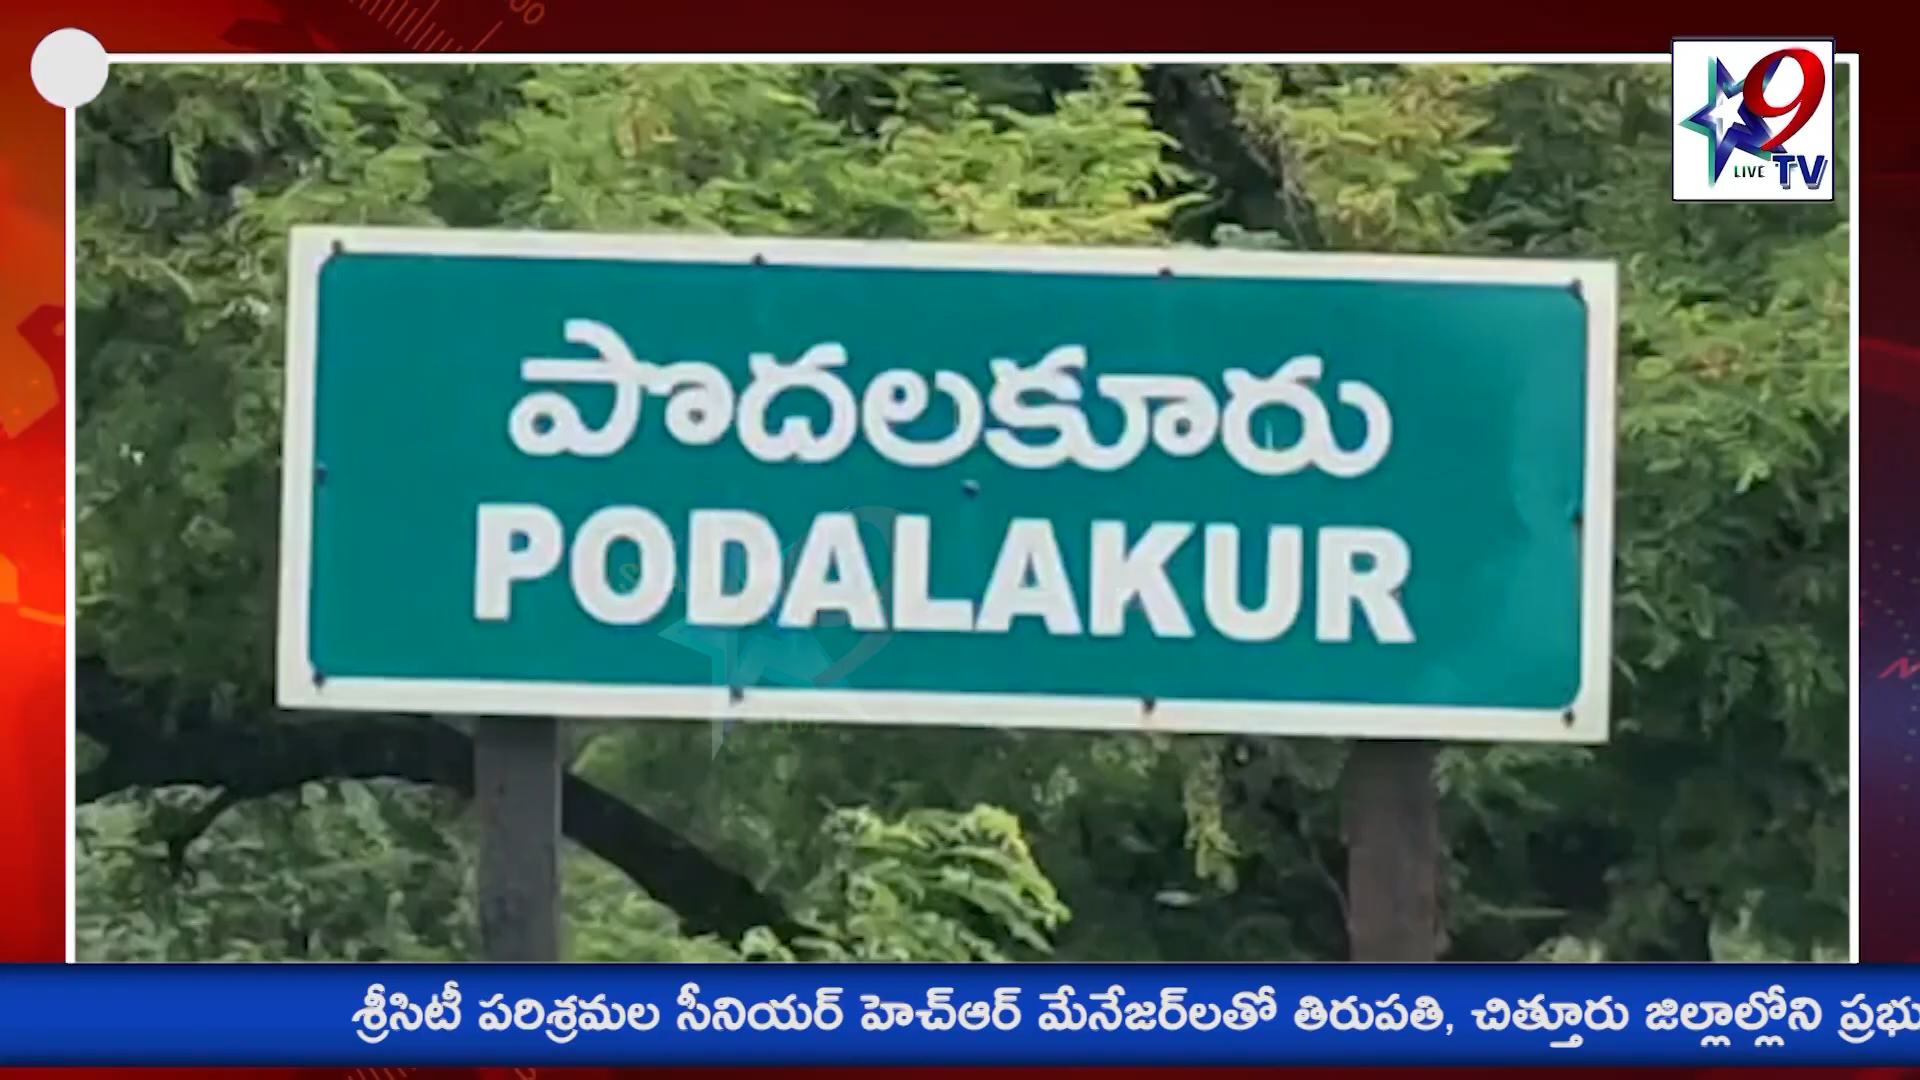 9
LIVE TV
పొదలకూరు
PODALAKUR
శ్రీసిటీ పరిశ్రమల సీనియర్ హెచ్ఆర్ మేనేజర్‌లతో తిరుపతి, చిత్తూరు జిల్లాల్లోని ప్రభు